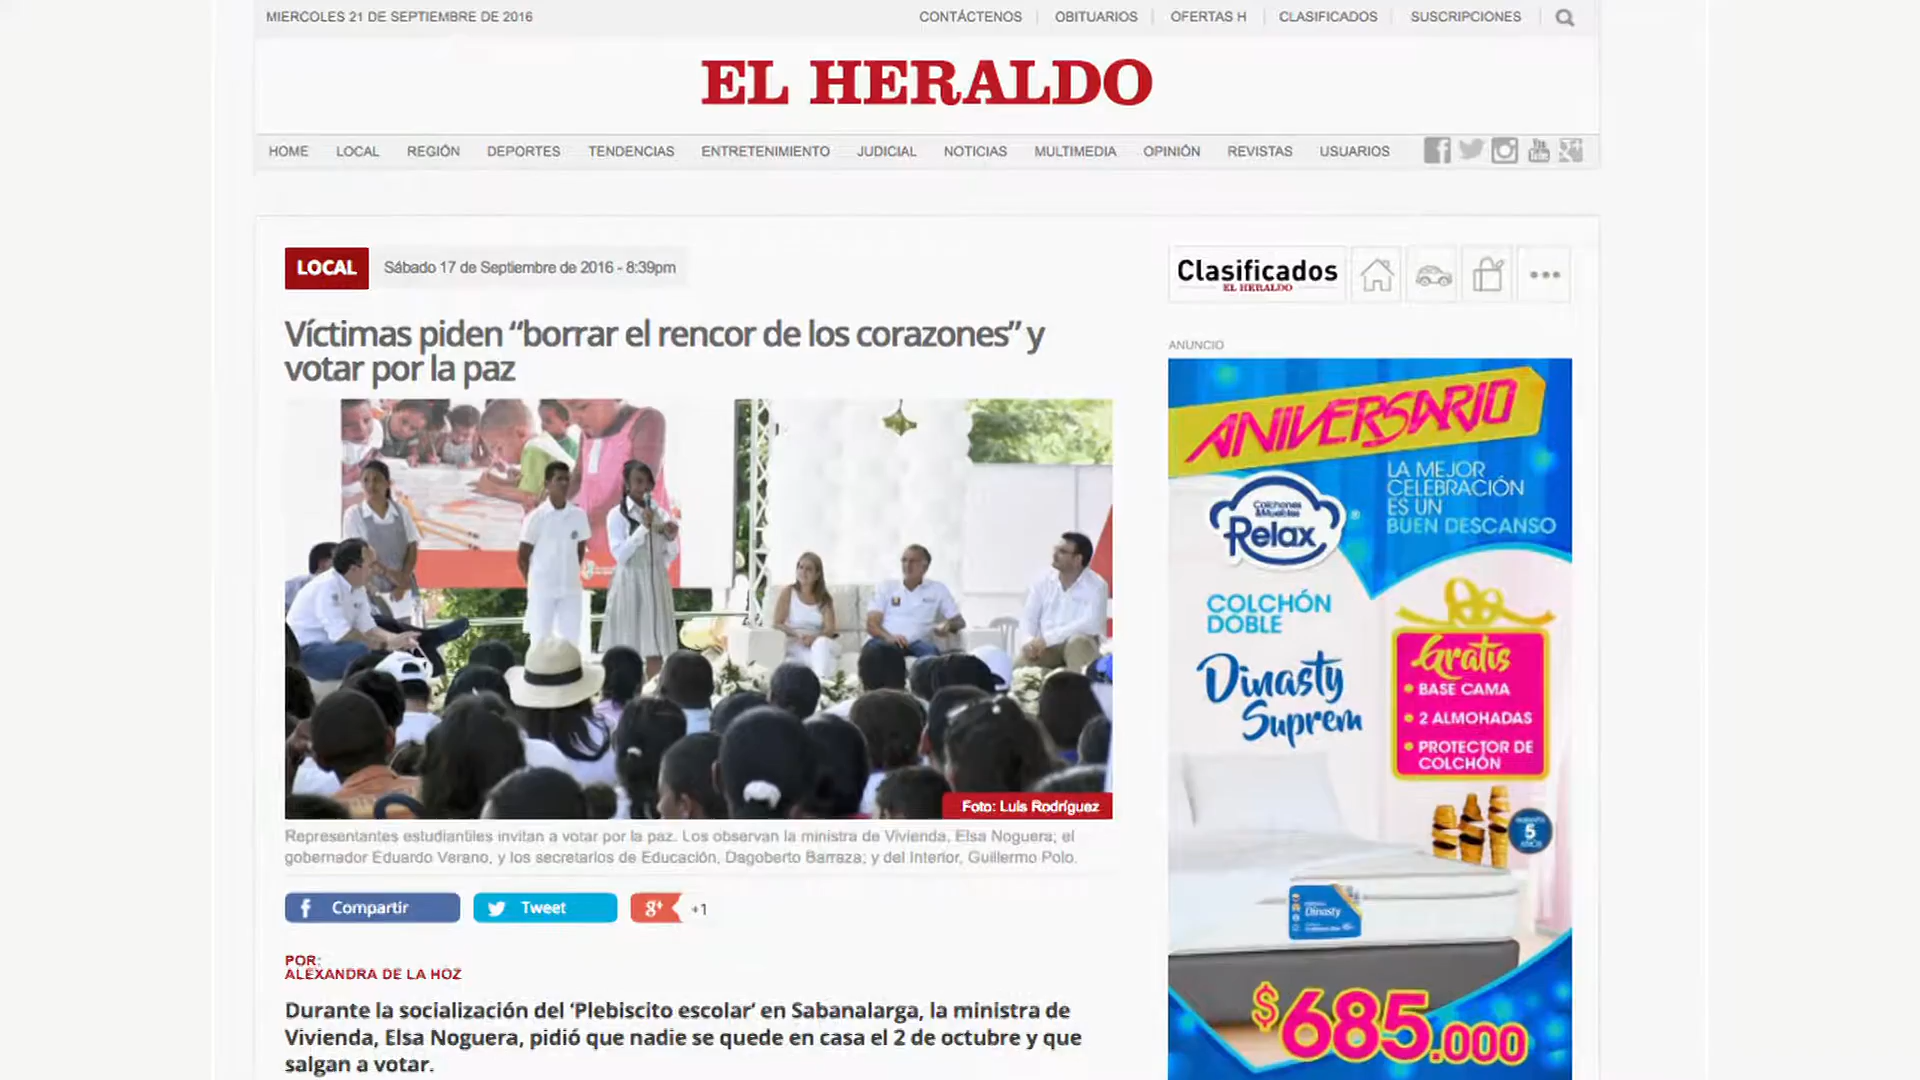 MIERCOLES 21 DE SEPTIEMBRE DE 2016
CONTÁCTENOS
OBITUARIOS
OFERTAS H
CLASIFICADOS
SUSCRIPCIONES
EL HERALDO
HOME
LOCAL
REGIÓN
DEPORTES
TENDENCIAS
ENTRETENIMIENTO
JUDICIAL
NOTICIAS
MULTIMEDIA
OPINIÓN
REVISTAS
USUARIOS
LOCAL
Sábado 17 de Septiembre de 2016 - 8:39pm
Víctimas piden “borrar el rencor de los corazones” y
votar por la paz
Foto: Luis Rodríguez
Representantes estudiantiles invitan a votar por la paz. Los observan la ministra de Vivienda, Elsa Noguera; el
gobernador Eduardo Verano, y los secretarios de Educación, Dagoberto Barraza; y del Interior, Guillermo Polo.
Compartir
Tweet
g+
+1
POR:
ALEXANDRA DE LA HOZ
Durante la socialización del ‘Plebiscito escolar’ en Sabanalarga, la ministra de
Vivienda, Elsa Noguera, pidió que nadie se quede en casa el 2 de octubre y que
salgan a votar.
Clasificados
EL HERALDO
ANUNCIO
ANIVERSARIO
LA MEJOR
CELEBRACIÓN
ES UN
BUEN DESCANSO
Colchones
&Muebles
Relax
COLCHÓN
DOBLE
Dinasty
Suprem
Gratis
• BASE CAMA
• 2 ALMOHADAS
• PROTECTOR DE
COLCHÓN
5
AÑOS
Dinasty
$685.000